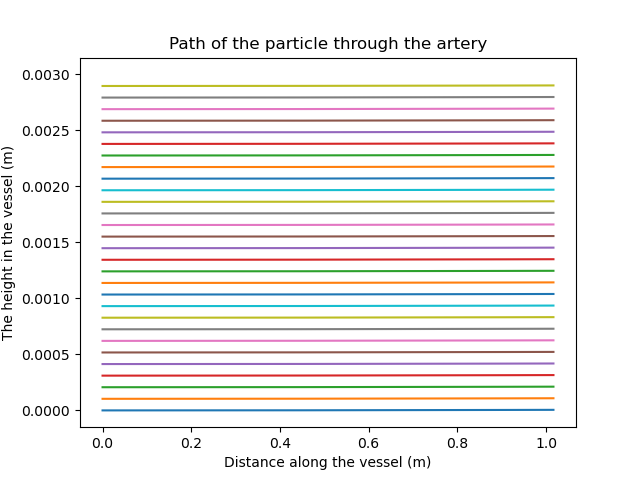 Path of the particle through the artery
0.0030
0.0025
0.0020
0.0015
0.0010
0.0005
0.0000
The height in the vessel (m)
0.0 0.2 0.4 0.6 0.8 1.0
Distance along the vessel (m)